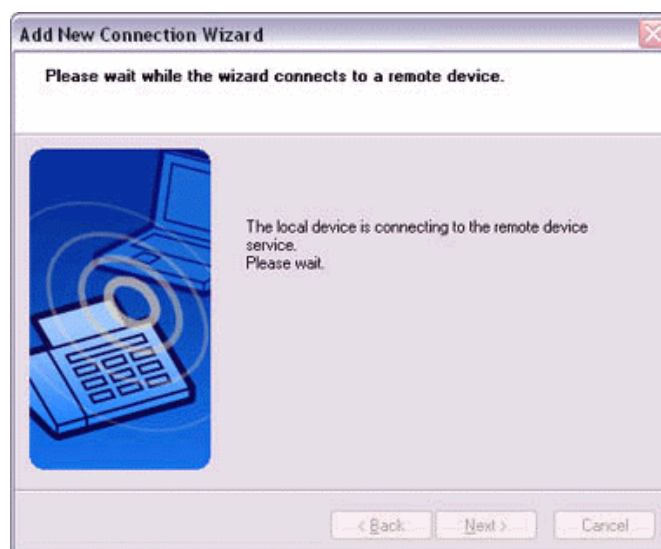 Add New Connection Wizard
Please wait while the wizard connects to a remote device.
The local device is connecting to the remote device
service.
Please wait.
< Back
Next >
Cancel